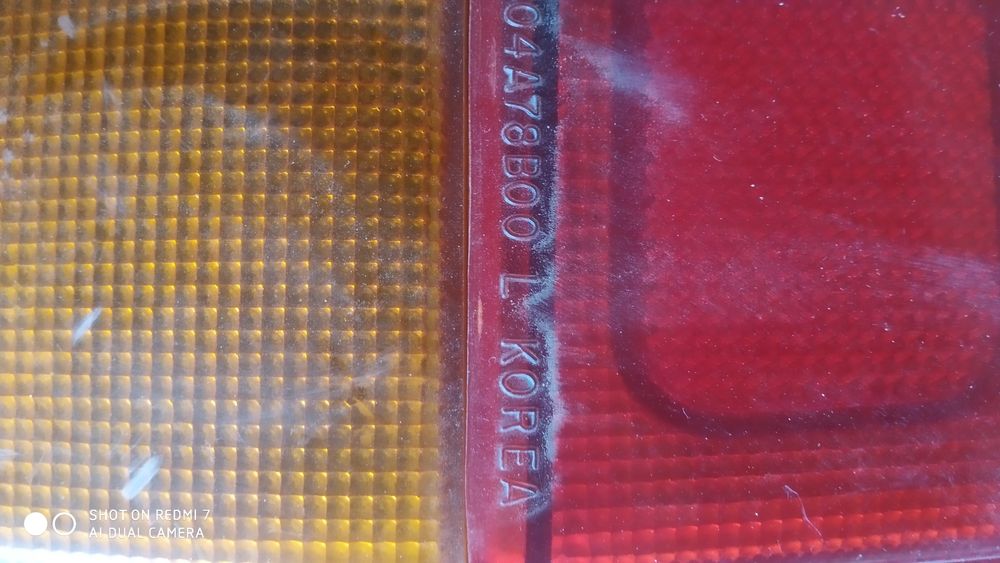 04A78B00 L KOREA
SHOT ON REDMI 7
AI DUAL CAMERA